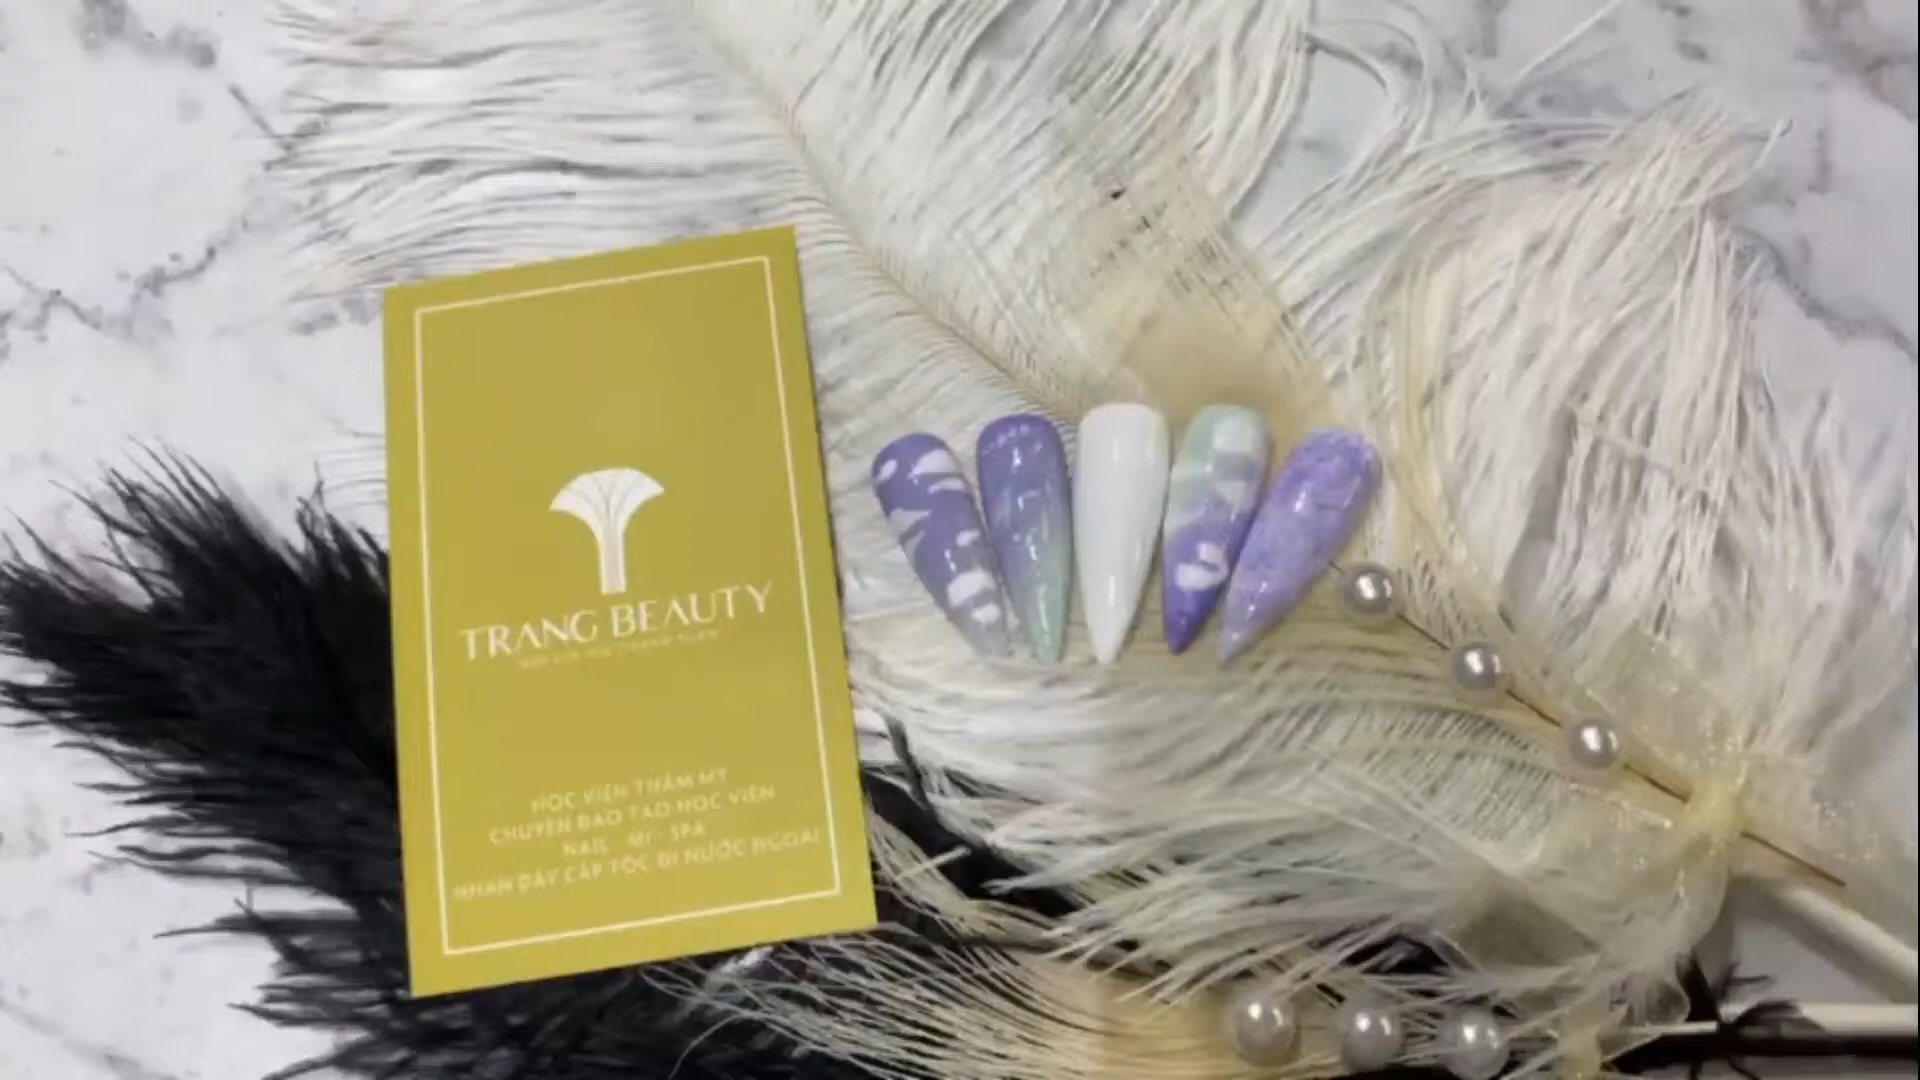 TRANG BEAUTY
HỌC VIỆN THẨM MỸ
CHUYÊN ĐÀO TẠO HỌC VIÊN
NAIL - MI - SPA
NHẬN DẠY CẤP TỐC ĐI NƯỚC NGOÀI